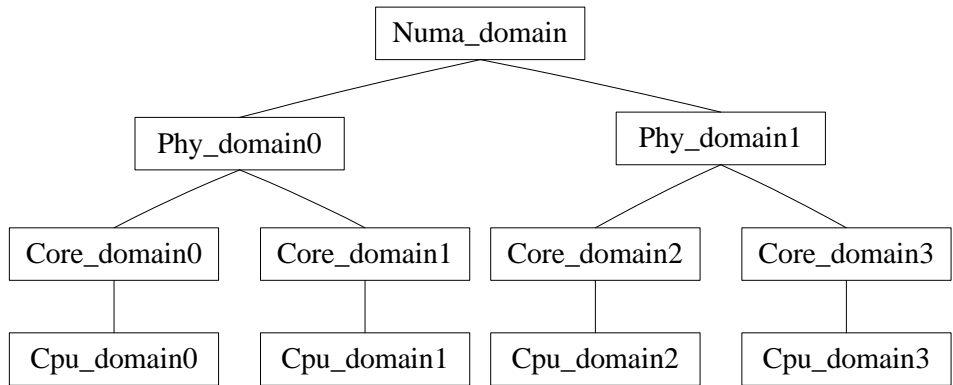 Numa_domain
Phy_domain0
Phy_domain1
Core_domain0
Core_domain1
Core_domain2
Core_domain3
Cpu_domain0
Cpu_domain1
Cpu_domain2
Cpu_domain3